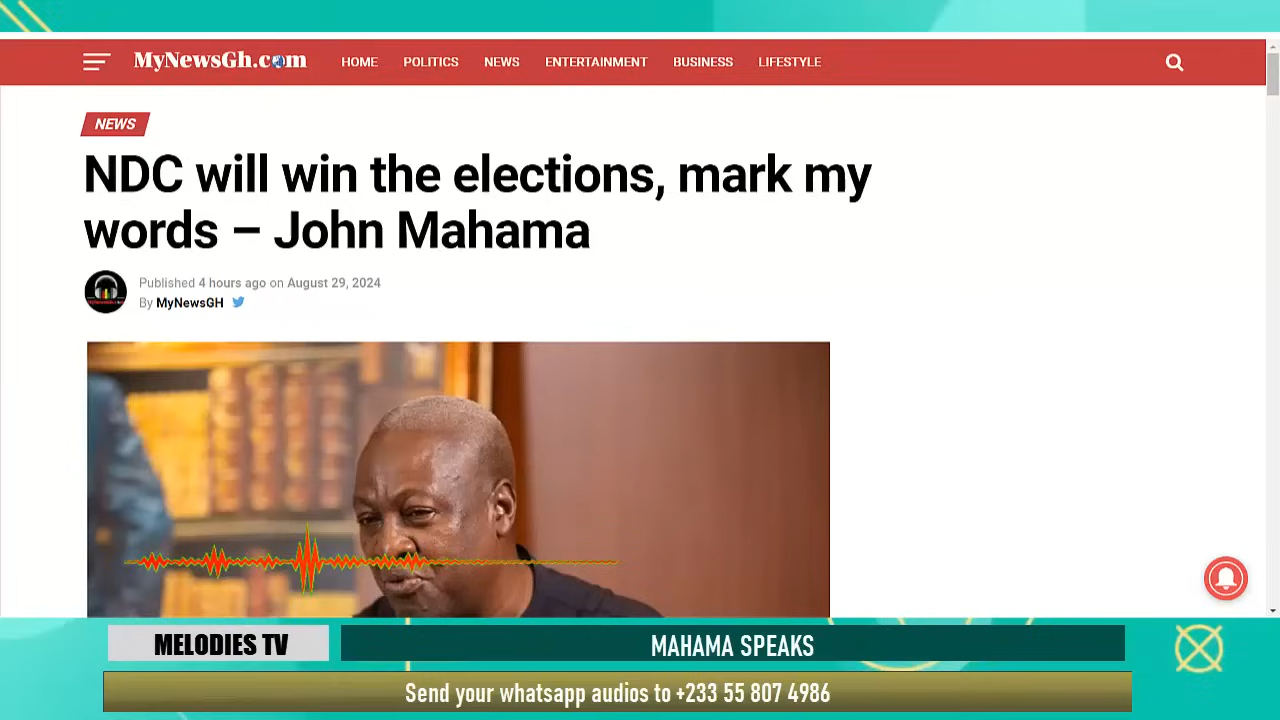 MyNewsGh.com HOME POLITICS NEWS ENTERTAINMENT BUSINESS LIFESTYLE
NEWS
NDC will win the elections, mark my
words – John Mahama
Published 4 hours ago on August 29, 2024
By MyNewsGH
MELODIES TV MAHAMA SPEAKS
Send your whatsapp audios to +233 55 807 4986